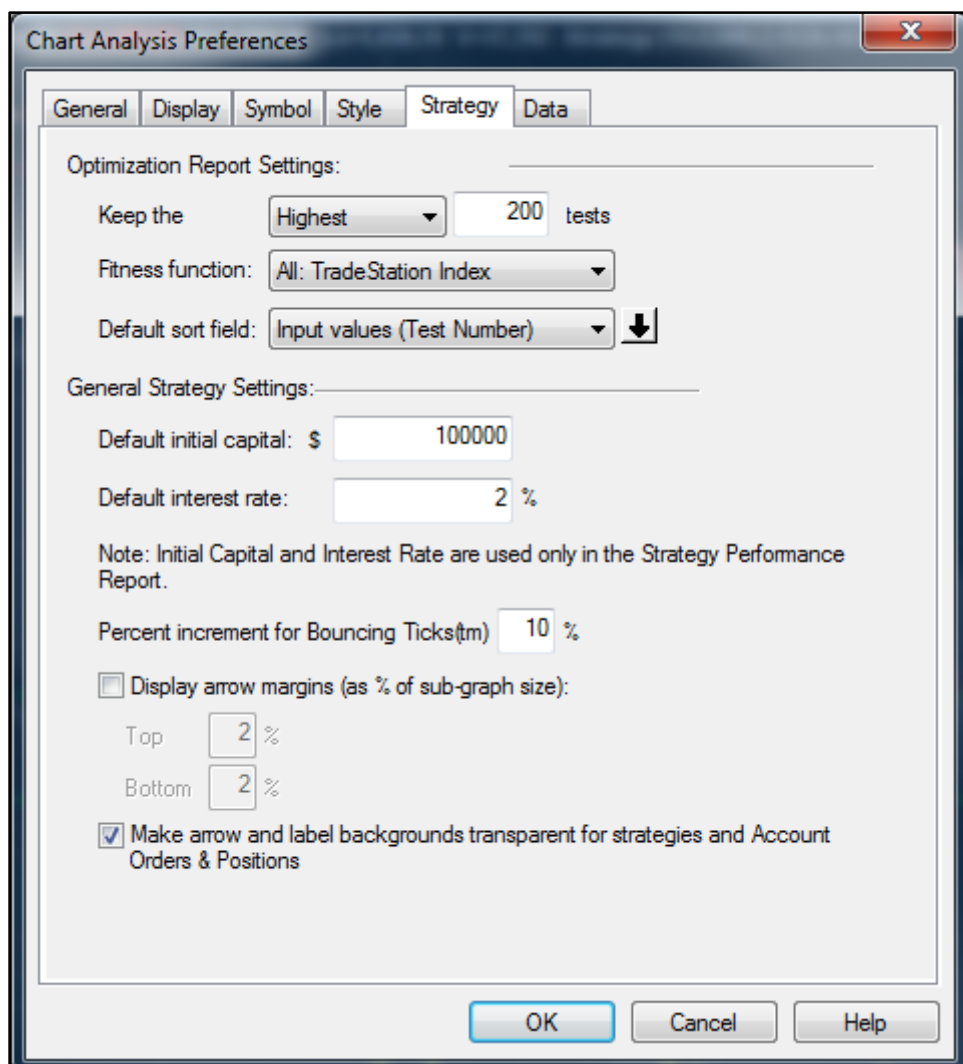 Chart Analysis Preferences
General Display Symbol Style Strategy Data
Optimization Report Settings:
Keep the Highest 200 tests
Fitness function: All: TradeStation Index
Default sort field: Input values (Test Number)
General Strategy Settings:
Default initial capital: $ 100000
Default interest rate: 2 %
Note: Initial Capital and Interest Rate are used only in the Strategy Performance
Report.
Percent increment for Bouncing Ticks(tm) 10 %
Display arrow margins (as % of sub-graph size):
Top 2 %
Bottom 2 %
Make arrow and label backgrounds transparent for strategies and Account
Orders & Positions
OK Cancel Help